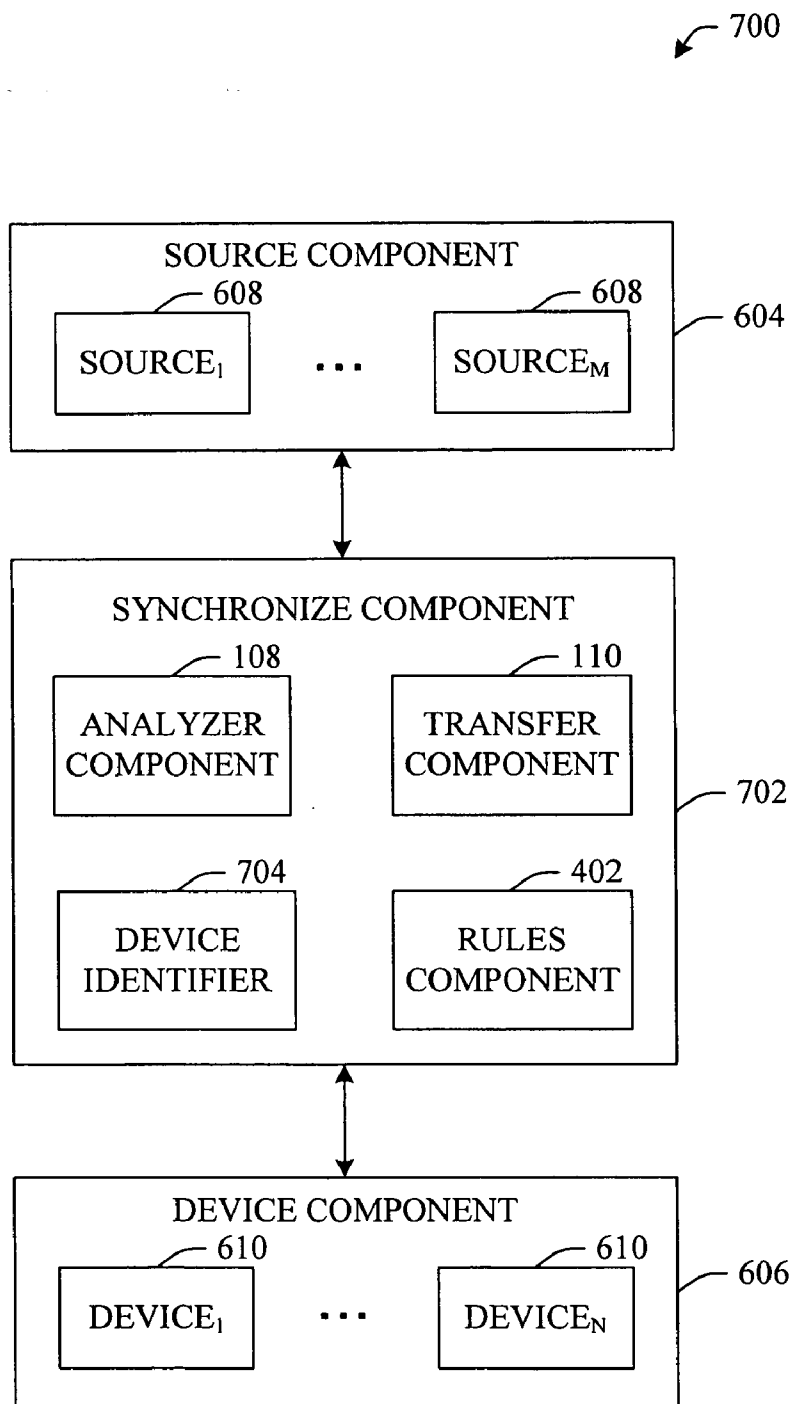 700
SOURCE COMPONENT
608 608
SOURCE₁ ... SOURCEM
604
SYNCHRONIZE COMPONENT
108 110
ANALYZER COMPONENT
TRANSFER COMPONENT
702
704 402
DEVICE IDENTIFIER
RULES COMPONENT
DEVICE COMPONENT
610 610
DEVICE₁ ... DEVICEN
606